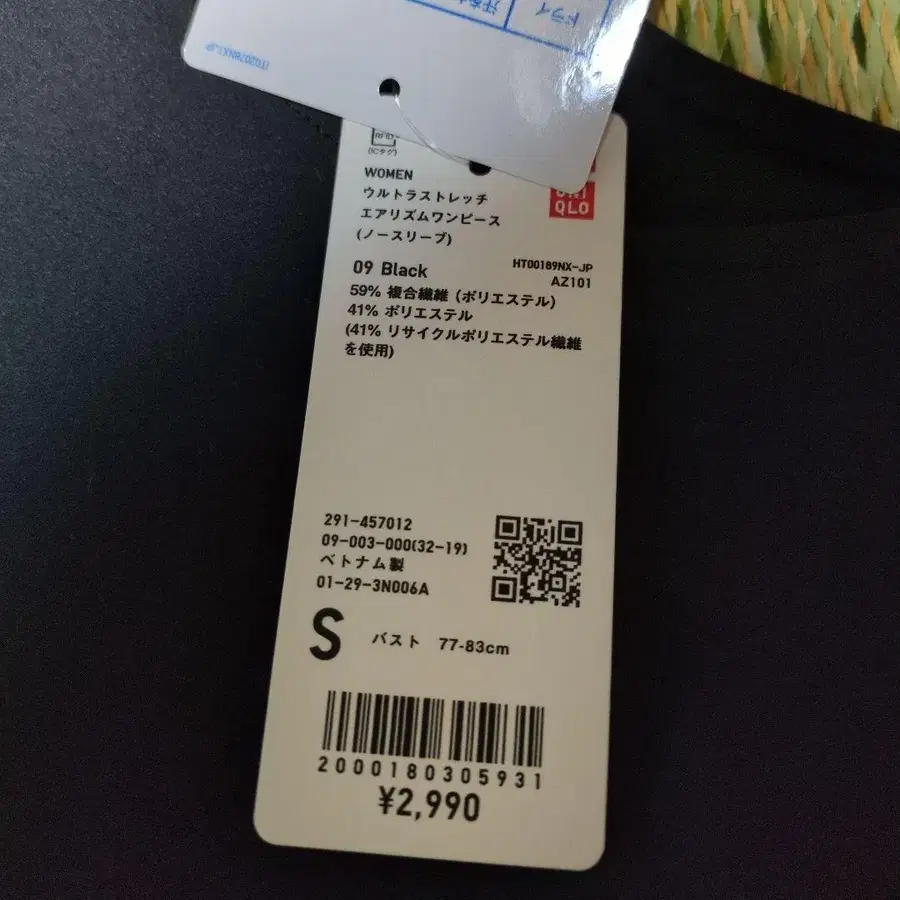 ドライ
RFID
(ICタグ)
WOMEN
ウルトラストレッチ
エアリズムワンピース
(ノースリーブ)
UNI
QLO
09 Black
HT00189NX-JP
AZ101
59% 複合繊維 (ポリエステル)
41% ポリエステル
(41% リサイクルポリエステル繊維
を使用)
291-457012
09-003-000(32-19)
ベトナム製
01-29-3N006A
S バスト 77-83cm
2000180305931
¥2,990